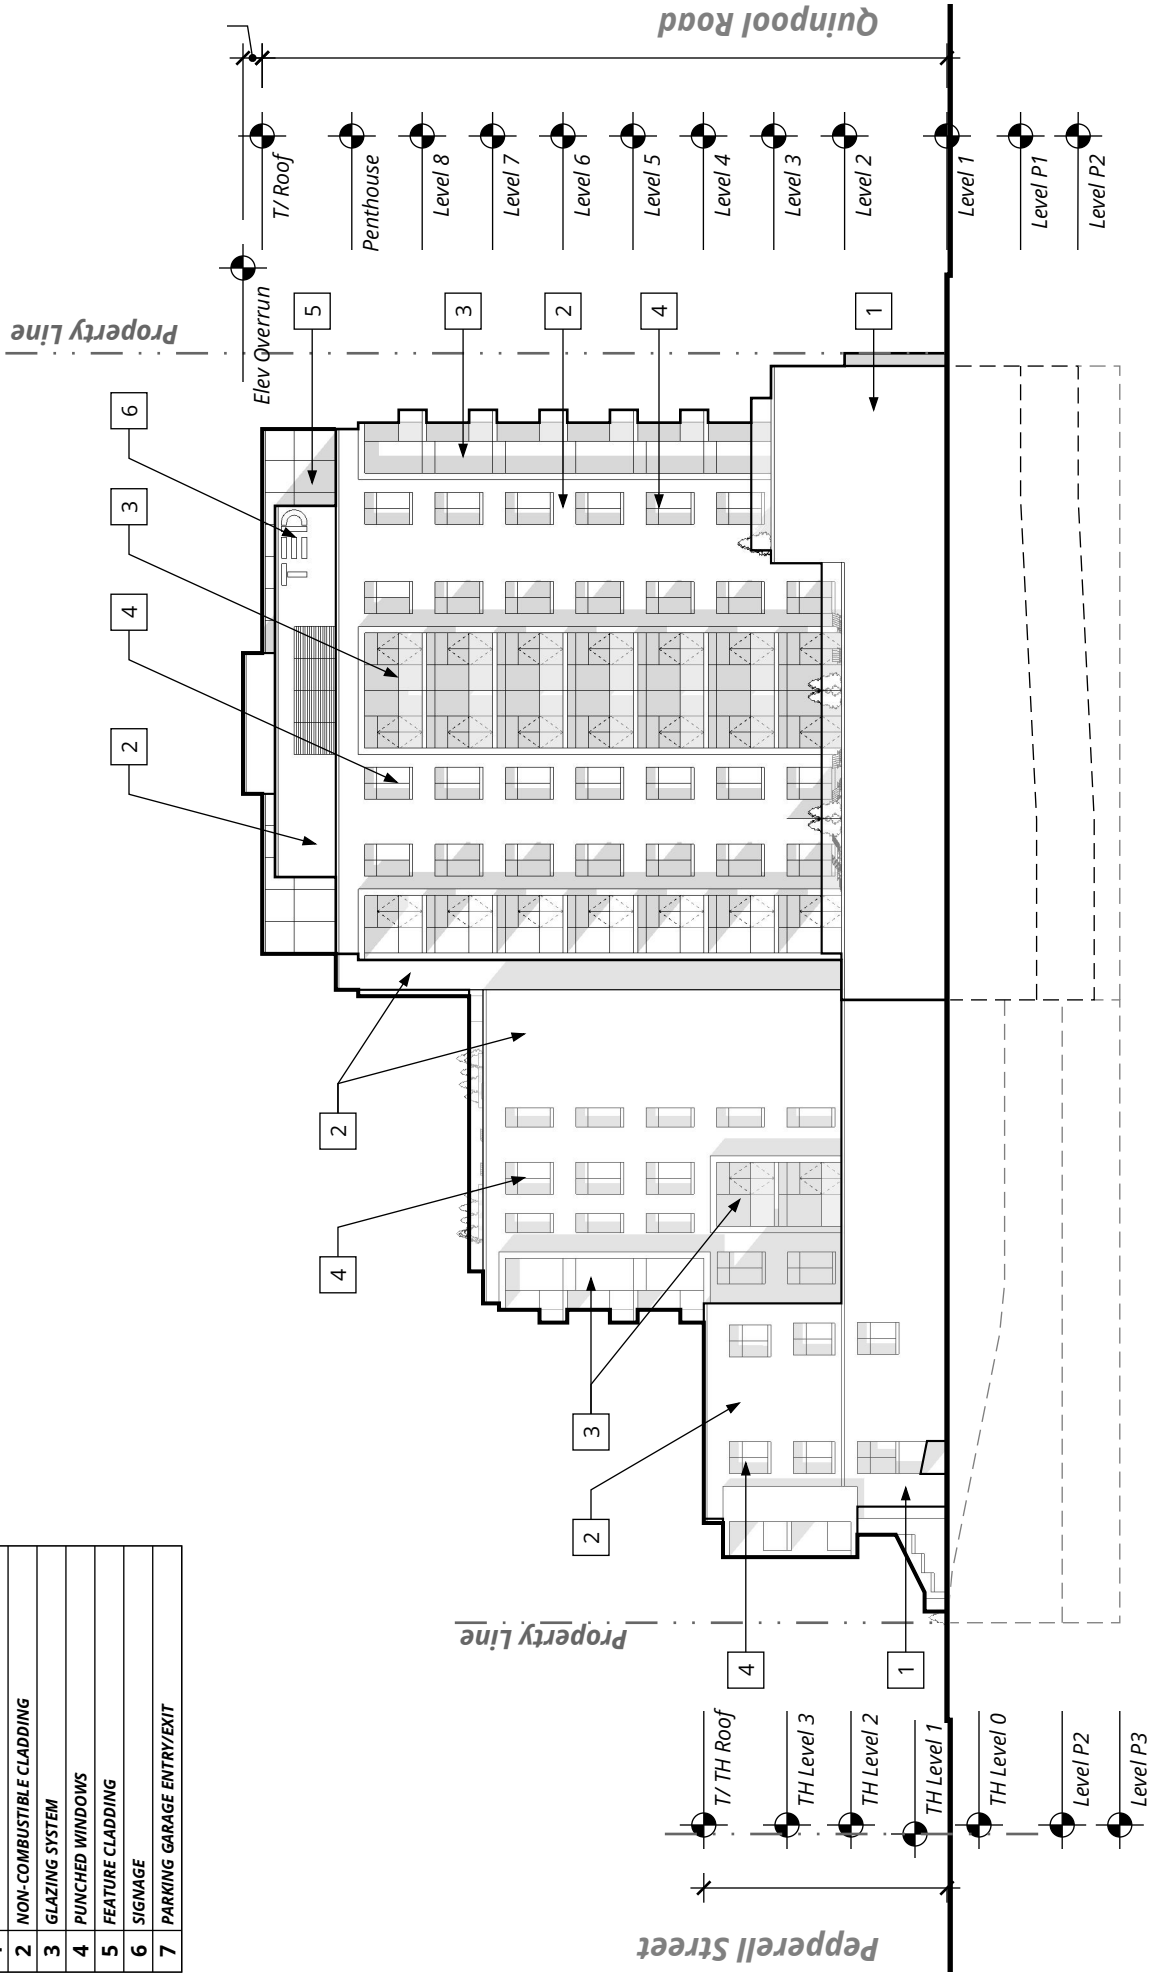 2 NON-COMBUSTIBLE CLADDING
3 GLAZING SYSTEM
4 PUNCHED WINDOWS
5 FEATURE CLADDING
6 SIGNAGE
7 PARKING GARAGE ENTRY/EXIT
Pepperell Street
T/ TH Roof
TH Level 3
TH Level 2
TH Level 1
TH Level 0
Level P2
Level P3
Property Line
4
1
2
3
4
2
2
4
3
6
5
3
2
4
1
TED
Property Line
Elev Overrun
T/ Roof
Penthouse
Level 8
Level 7
Level 6
Level 5
Level 4
Level 3
Level 2
Level 1
Level P1
Level P2
Quinpool Road